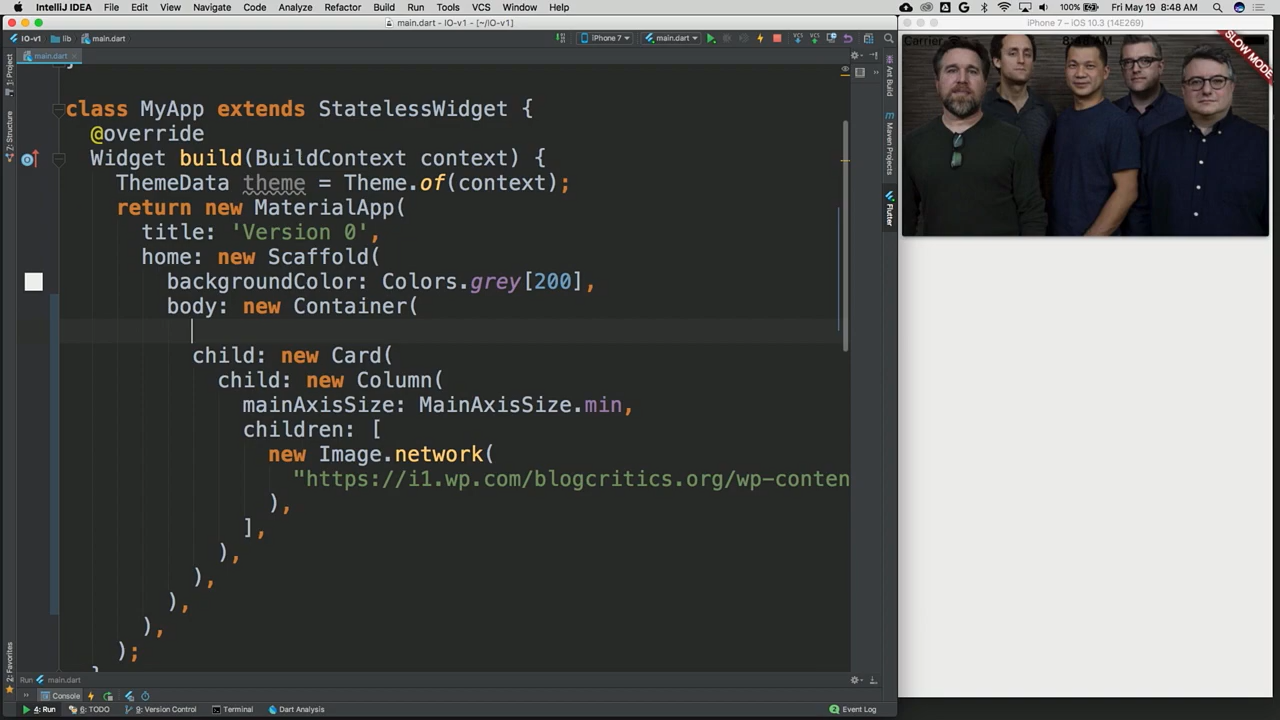 IntelliJ IDEA File Edit View Navigate Code Analyze Refactor Build Run Tools VCS Window Help 100% Fri May 19 8:48 AM
main.dart - IO-v1 - [~/IO-v1]
iPhone 7 – iOS 10.3 (14E269)
IO-v1 lib main.dart iPhone 7 main.dart
Carrier
SLOW MODE
main.dart
1: Project
Z: Structure
2: Favorites
Ant Build
Maven Projects
Flutter
}
class MyApp extends StatelessWidget {
@override
Widget build(BuildContext context) {
ThemeData theme = Theme.of(context);
return new MaterialApp(
title: 'Version 0',
home: new Scaffold(
backgroundColor: Colors.grey[200],
body: new Container(
child: new Card(
child: new Column(
mainAxisSize: MainAxisSize.min,
children: [
new Image.network(
"https://i1.wp.com/blogcritics.org/wp-conten
),
],
),
),
),
),
);
}
Run main.dart
Console
4: Run 6: TODO 9: Version Control Terminal Dart Analysis 2 Event Log